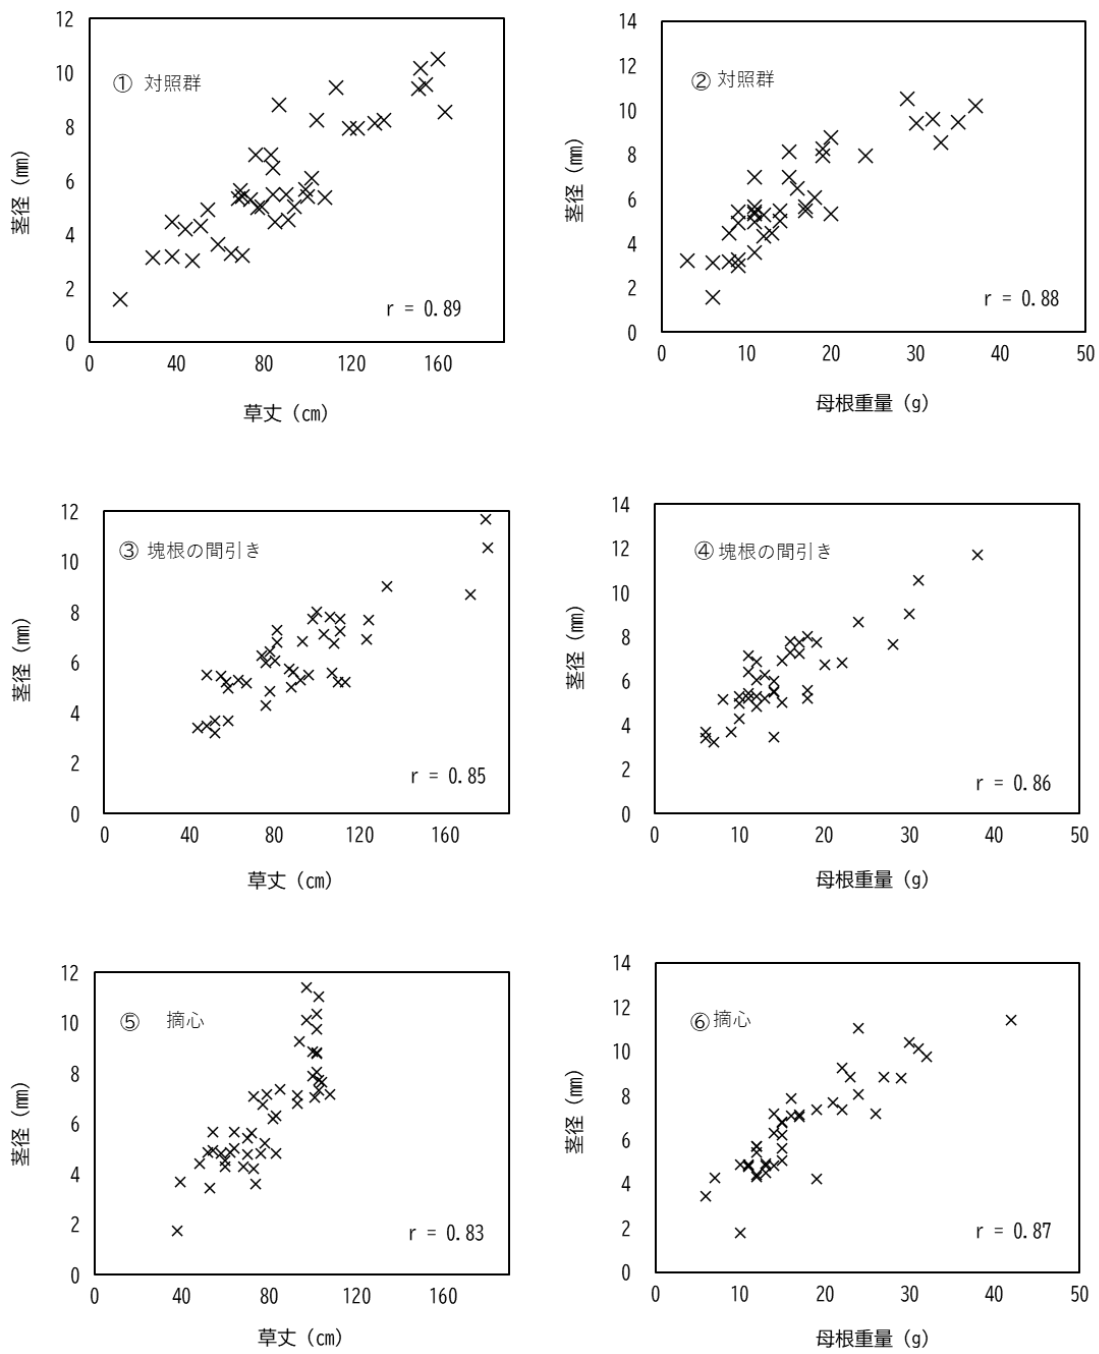 12
10
8
6
4
2
0
茎径 (mm)
① 対照群
r = 0.89
0 40 80 120 160
草丈 (cm)
14
12
10
8
6
4
2
0
茎径 (mm)
② 対照群
r = 0.88
0 10 20 30 40 50
母根重量 (g)
12
10
8
6
4
2
0
茎径 (mm)
③ 塊根の間引き
r = 0.85
0 40 80 120 160
草丈 (cm)
14
12
10
8
6
4
2
0
茎径 (mm)
④ 塊根の間引き
r = 0.86
0 10 20 30 40 50
母根重量 (g)
12
10
8
6
4
2
0
茎径 (mm)
⑤ 摘心
r = 0.83
0 40 80 120 160
草丈 (cm)
14
12
10
8
6
4
2
0
茎径 (mm)
⑥ 摘心
r = 0.87
0 10 20 30 40 50
母根重量 (g)